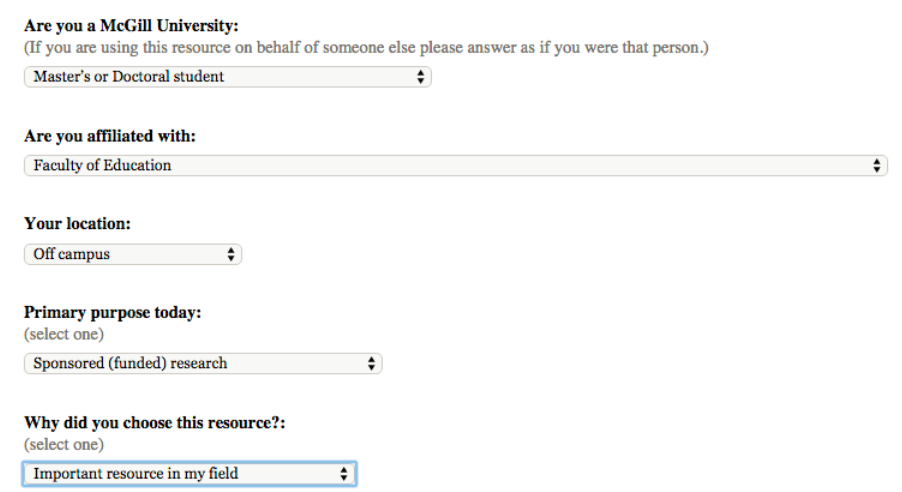 Are you a McGill University:
(If you are using this resource on behalf of someone else please answer as if you were that person.)
Master's or Doctoral student
Are you affiliated with:
Faculty of Education
Your location:
Off campus
Primary purpose today:
(select one)
Sponsored (funded) research
Why did you choose this resource?:
(select one)
Important resource in my field